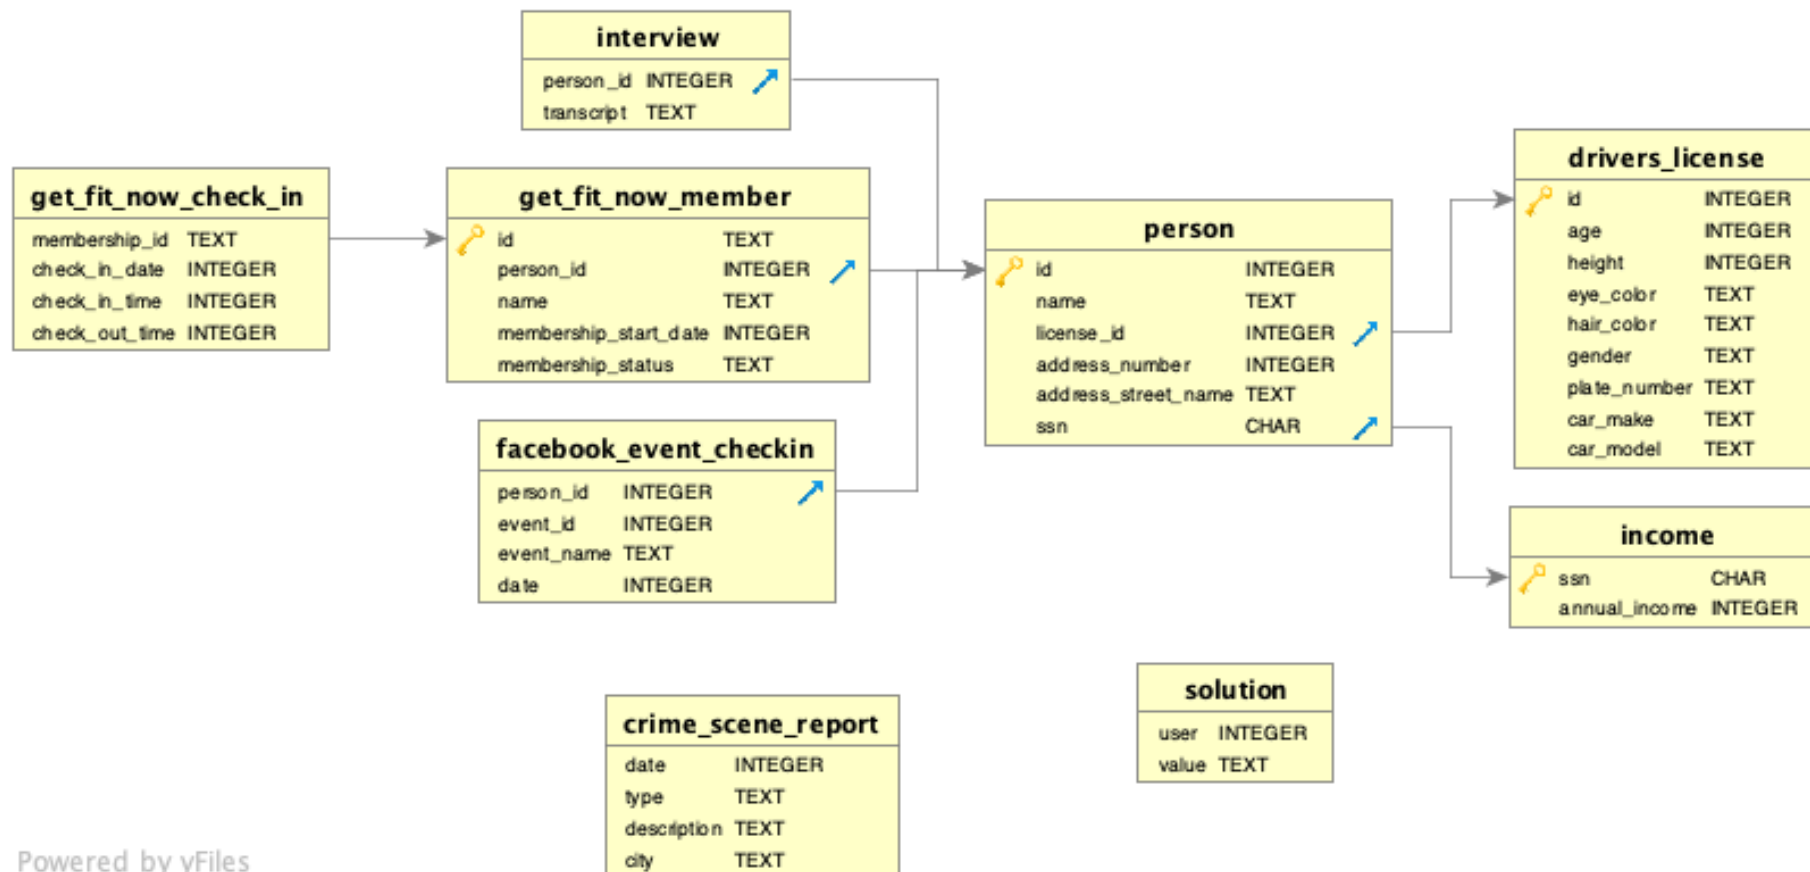 interview
person_id INTEGER
transcript TEXT
get_fit_now_check_in
membership_id TEXT
check_in_date INTEGER
check_in_time INTEGER
check_out_time INTEGER
get_fit_now_member
id TEXT
person_id INTEGER
name TEXT
membership_start_date INTEGER
membership_status TEXT
facebook_event_checkin
person_id INTEGER
event_id INTEGER
event_name TEXT
date INTEGER
person
id INTEGER
name TEXT
license_id INTEGER
address_number INTEGER
address_street_name TEXT
ssn CHAR
drivers_license
id INTEGER
age INTEGER
height INTEGER
eye_color TEXT
hair_color TEXT
gender TEXT
plate_number TEXT
car_make TEXT
car_model TEXT
income
ssn CHAR
annual_income INTEGER
solution
user INTEGER
value TEXT
crime_scene_report
date INTEGER
type TEXT
description TEXT
city TEXT
Powered by yFiles